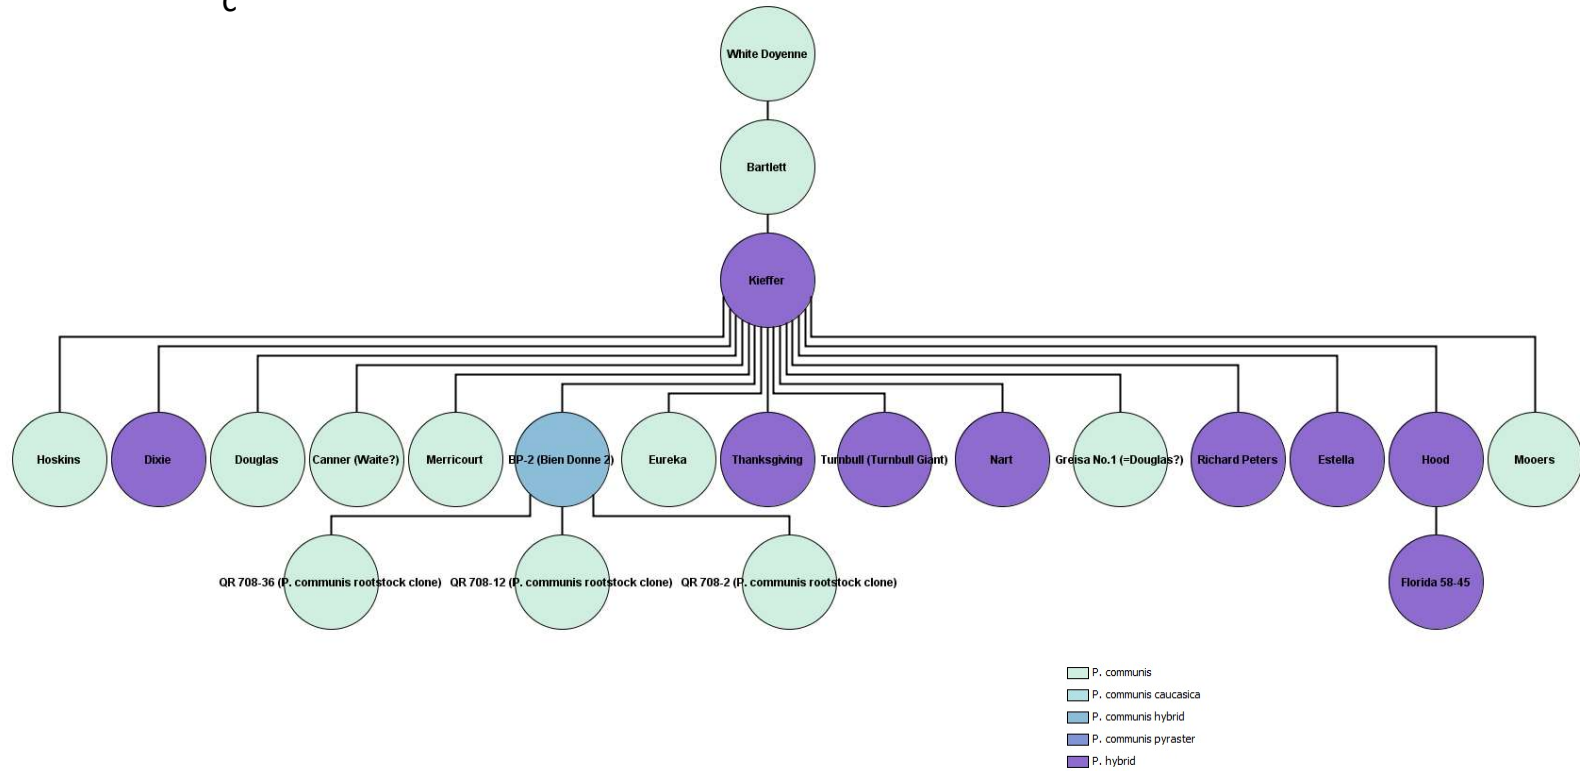 C
White Doyenne
Bartlett
Kieffer
Hoskins
Dixie
Douglas
Canner (Waite?)
Merricourt
BP-2 (Bien Donne 2)
Eureka
Thanksgiving
Turnbull (Turnbull Giant)
Nart
Greisa No.1 (=Douglas?)
Richard Peters
Estella
Hood
Mooers
QR 708-36 (P. communis rootstock clone)
QR 708-12 (P. communis rootstock clone)
QR 708-2 (P. communis rootstock clone)
Florida 58-45
P. communis
P. communis caucasica
P. communis hybrid
P. communis pyraster
P. hybrid